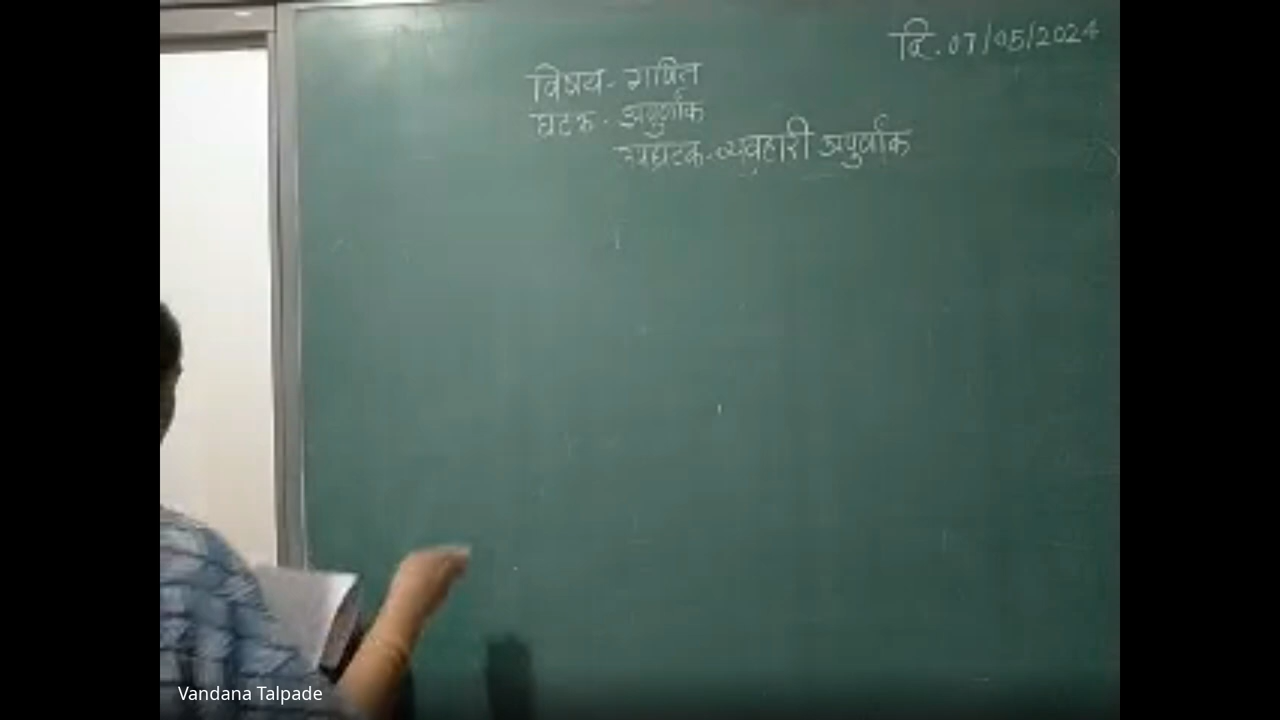 दि. 07/05/2024
विषय - गणित
घटक - अपुर्णांक
उपघटक - व्यवहारी अपुर्णांक
Vandana Talpade